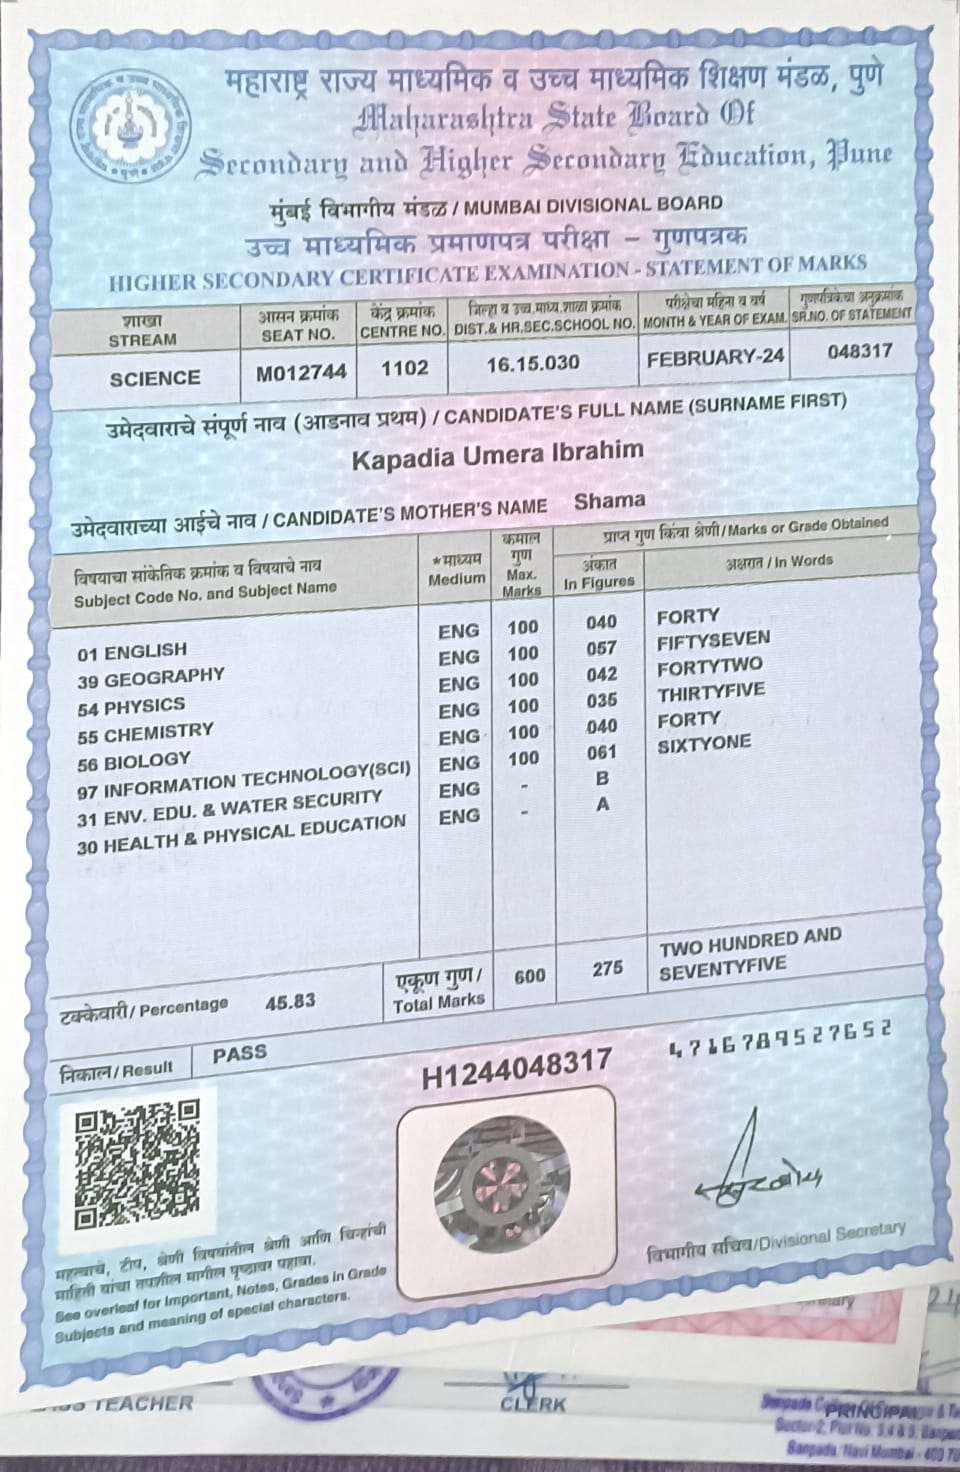 महाराष्ट्र राज्य माध्यमिक व उच्च माध्यमिक शिक्षण मंडळ, पुणे
Maharashtra State Board Of
Secondary and Higher Secondary Education, Pune
मुंबई विभागीय मंडळ / MUMBAI DIVISIONAL BOARD
उच्च माध्यमिक प्रमाणपत्र परीक्षा - गुणपत्रक
HIGHER SECONDARY CERTIFICATE EXAMINATION - STATEMENT OF MARKS
शाखा आसन क्रमांक केंद्र क्रमांक जिल्हा व उच्च.माध्य.शाळा क्रमांक परीक्षेचा महिना व वर्ष गुणपत्रिकेचा अनुक्रमांक
STREAM SEAT NO. CENTRE NO. DIST.& HR.SEC.SCHOOL NO. MONTH & YEAR OF EXAM. SR.NO. OF STATEMENT
SCIENCE M012744 1102 16.15.030 FEBRUARY-24 048317
उमेदवाराचे संपूर्ण नाव (आडनाव प्रथम) / CANDIDATE'S FULL NAME (SURNAME FIRST)
Kapadia Umera Ibrahim
उमेदवाराच्या आईचे नाव / CANDIDATE'S MOTHER'S NAME Shama
विषयाचा सांकेतिक क्रमांक व विषयाचे नाव *माध्यम कमाल गुण प्राप्त गुण किंवा श्रेणी/Marks or Grade Obtained
Subject Code No. and Subject Name Medium Max. Marks अंकात In Figures अक्षरात / In Words
01 ENGLISH ENG 100 040 FORTY
39 GEOGRAPHY ENG 100 057 FIFTYSEVEN
54 PHYSICS ENG 100 042 FORTYTWO
55 CHEMISTRY ENG 100 035 THIRTYFIVE
56 BIOLOGY ENG 100 040 FORTY
97 INFORMATION TECHNOLOGY(SCI) ENG 100 061 SIXTYONE
31 ENV. EDU. & WATER SECURITY ENG - B
30 HEALTH & PHYSICAL EDUCATION ENG - A
टक्केवारी/ Percentage 45.83 एकूण गुण / Total Marks 600 275 TWO HUNDRED AND
SEVENTYFIVE
निकाल/ Result PASS
H1244048317
4716789527652
महत्वाचे, टीप, श्रेणी विषयांतील श्रेणी आणि चिन्हांची
माहिती यांचा तपशील मागील पृष्ठावर पहावा.
See overleaf for Important, Notes, Grades in Grade
Subjects and meaning of special characters.
विभागीय सचिव/Divisional Secretary
TEACHER
CLERK
PRINCIPAL
Sanpada, Navi Mumbai - 400 70